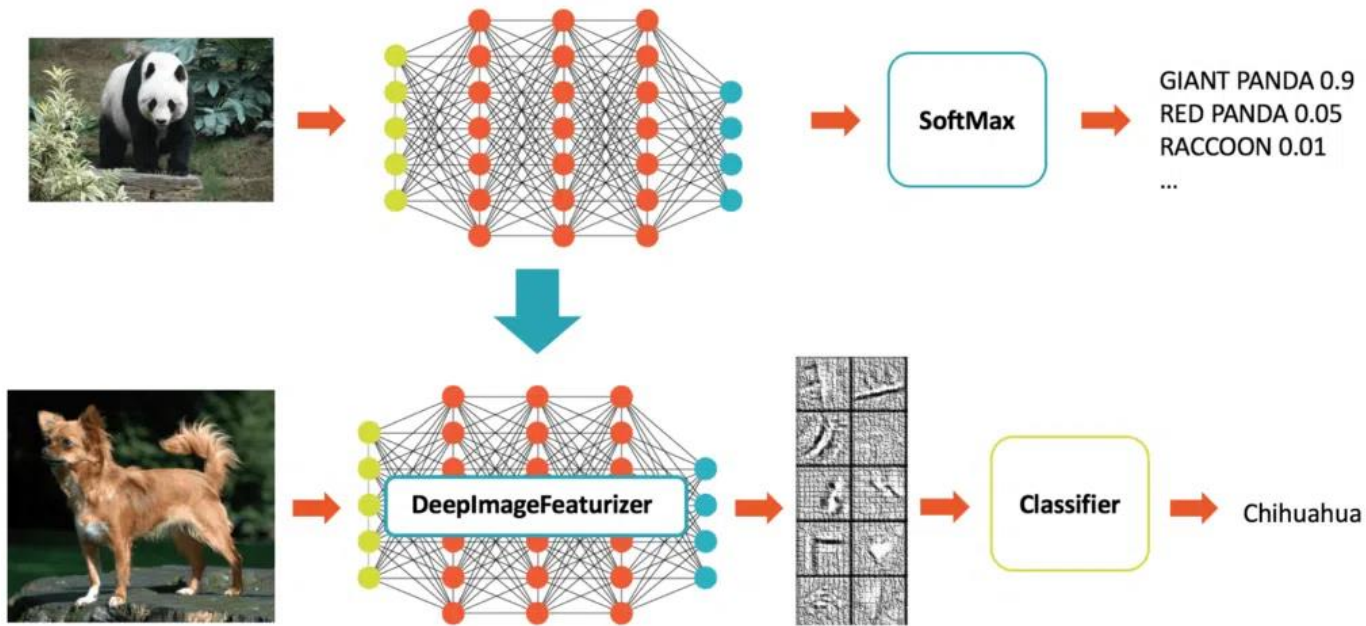 SoftMax
GIANT PANDA 0.9
RED PANDA 0.05
RACCOON 0.01
...
DeepImageFeaturizer
Classifier
Chihuahua